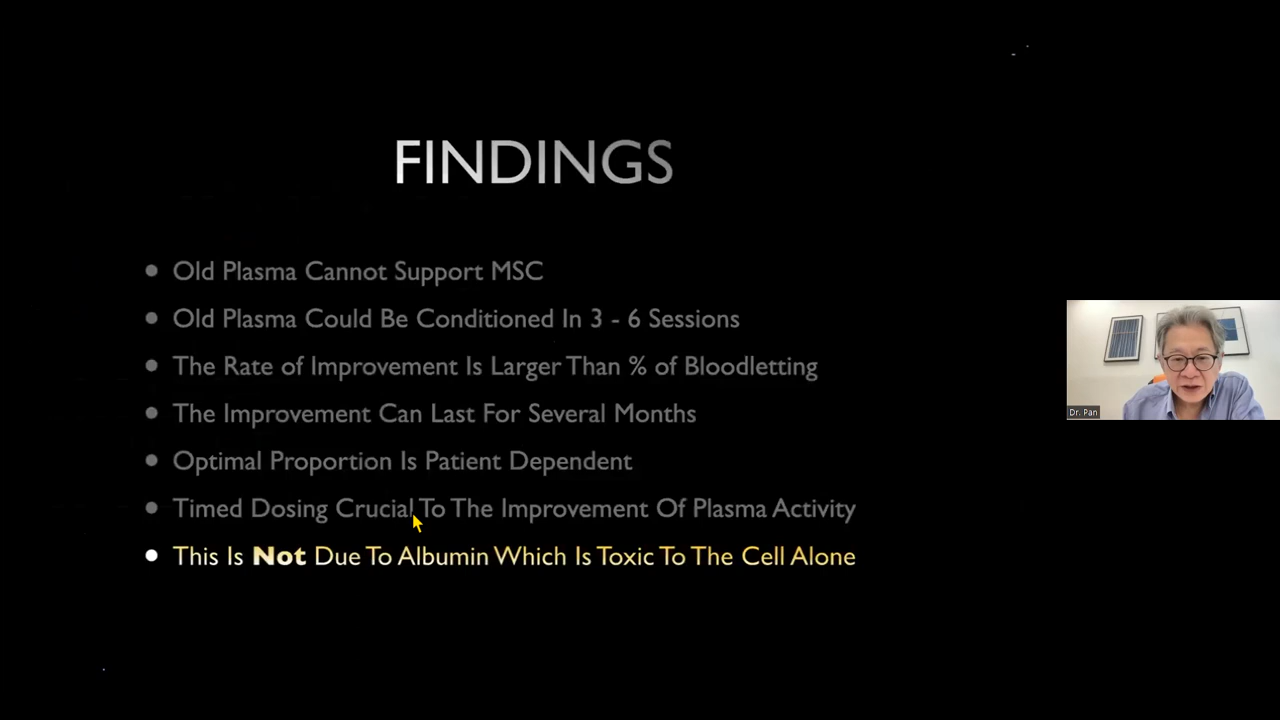 FINDINGS
• Old Plasma Cannot Support MSC
• Old Plasma Could Be Conditioned In 3 - 6 Sessions
• The Rate of Improvement Is Larger Than % of Bloodletting
• The Improvement Can Last For Several Months
• Optimal Proportion Is Patient Dependent
• Timed Dosing Crucial To The Improvement Of Plasma Activity
• This Is Not Due To Albumin Which Is Toxic To The Cell Alone
Dr. Pan